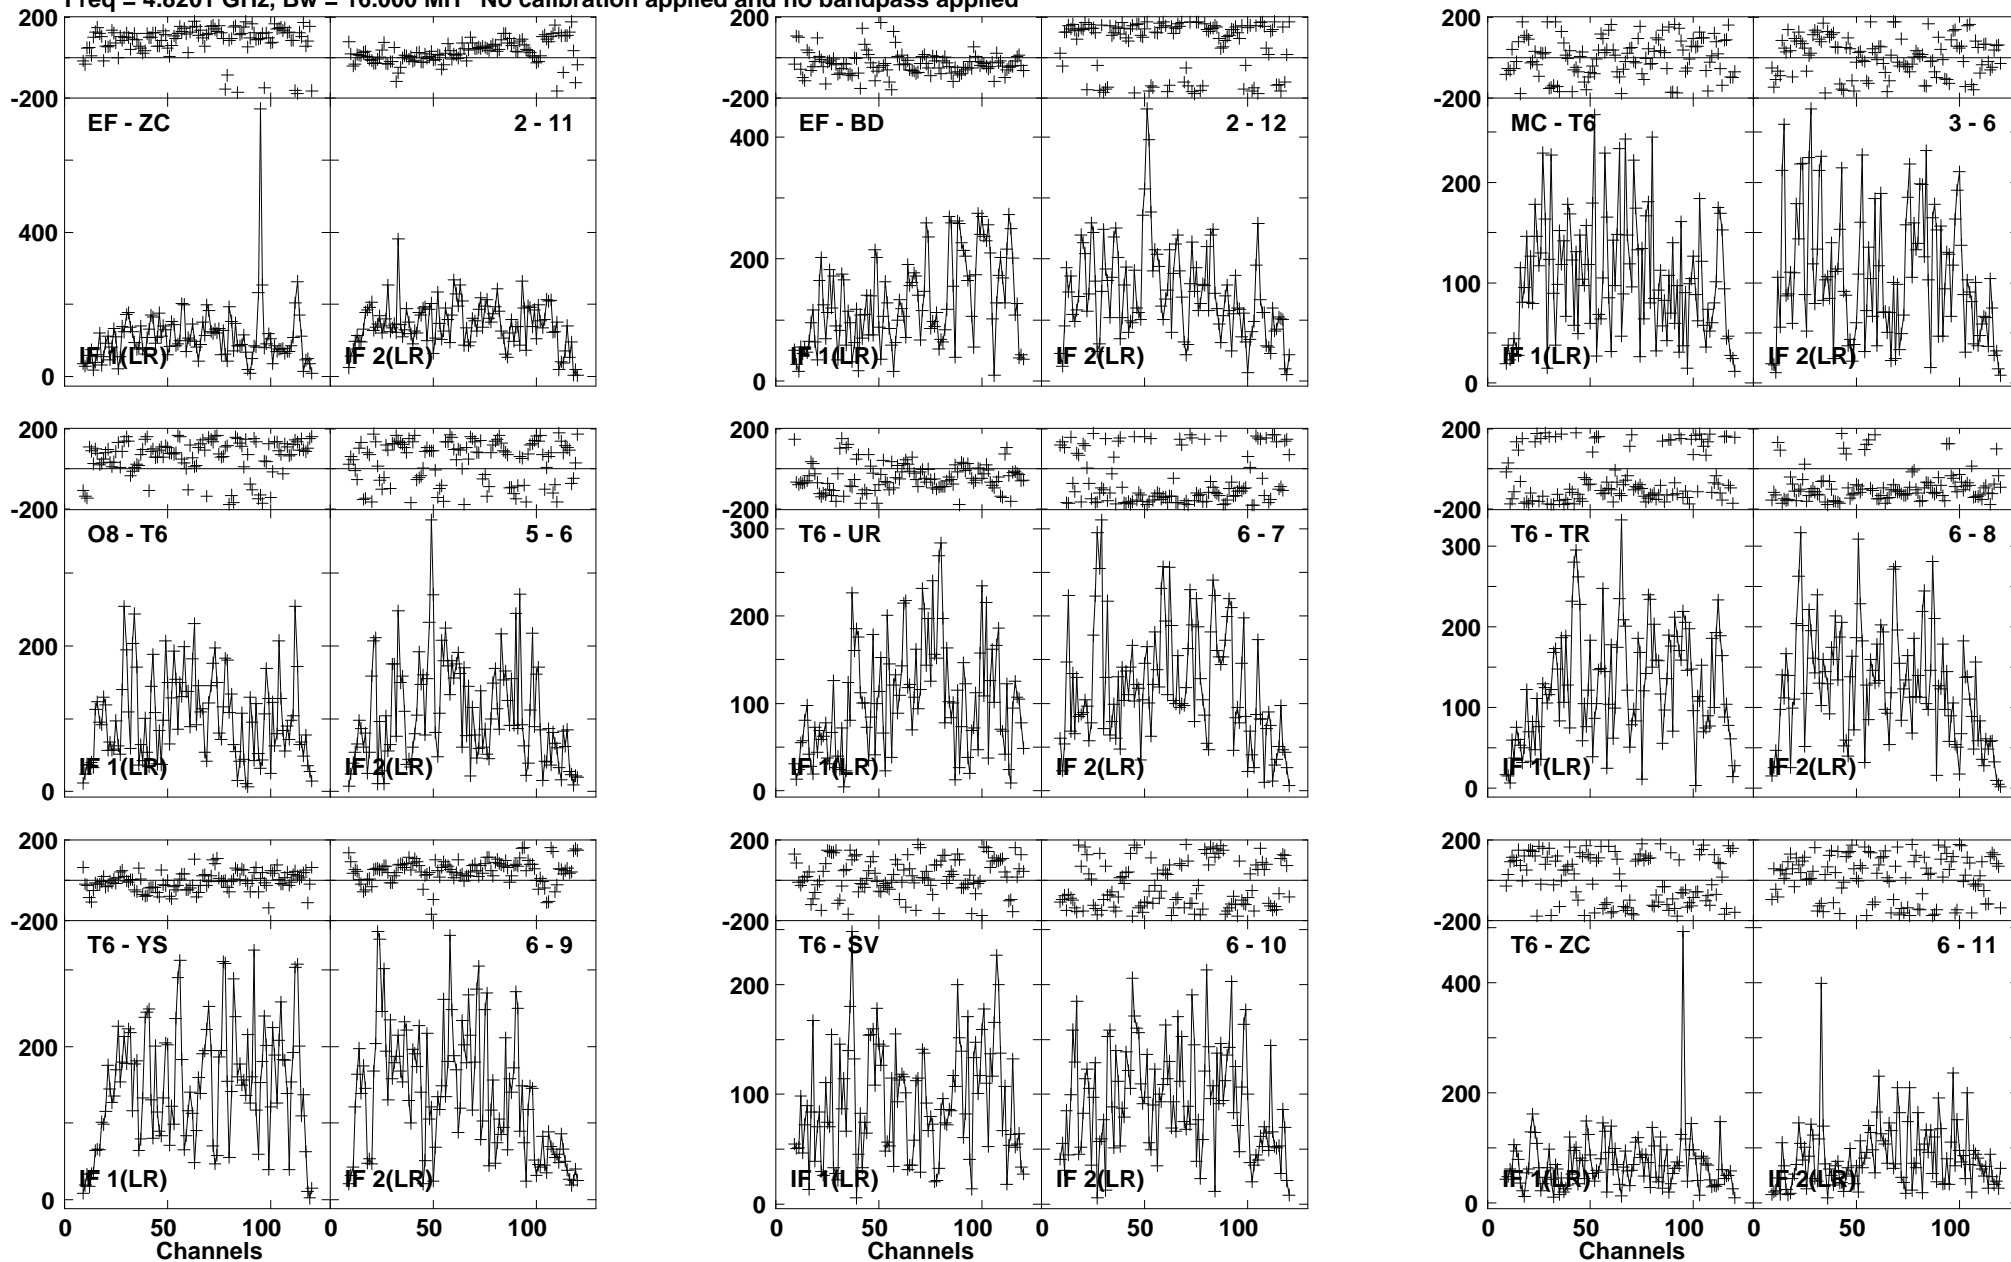 Freq = 4.8201 GHz, Bw = 16.000 MH No calibration applied and no bandpass applied
200
-200
EF - ZC 2 - 11
400
0
IF 1(LR) IF 2(LR)
200
-200
EF - BD 2 - 12
400
200
0
IF 1(LR) IF 2(LR)
200
-200
MC - T6 3 - 6
200
100
0
IF 1(LR) IF 2(LR)
200
-200
O8 - T6 5 - 6
200
0
IF 1(LR) IF 2(LR)
200
-200
T6 - UR 6 - 7
300
200
100
0
IF 1(LR) IF 2(LR)
200
-200
T6 - TR 6 - 8
300
200
100
0
IF 1(LR) IF 2(LR)
200
-200
T6 - YS 6 - 9
200
0
IF 1(LR) IF 2(LR)
0 50 100 0 50 100
Channels
200
-200
T6 - SV 6 - 10
200
100
0
IF 1(LR) IF 2(LR)
0 50 100 0 50 100
200
-200
T6 - ZC 6 - 11
400
200
0
IF 1(LR) IF 2(LR)
0 50 100 0 50 100
Channels